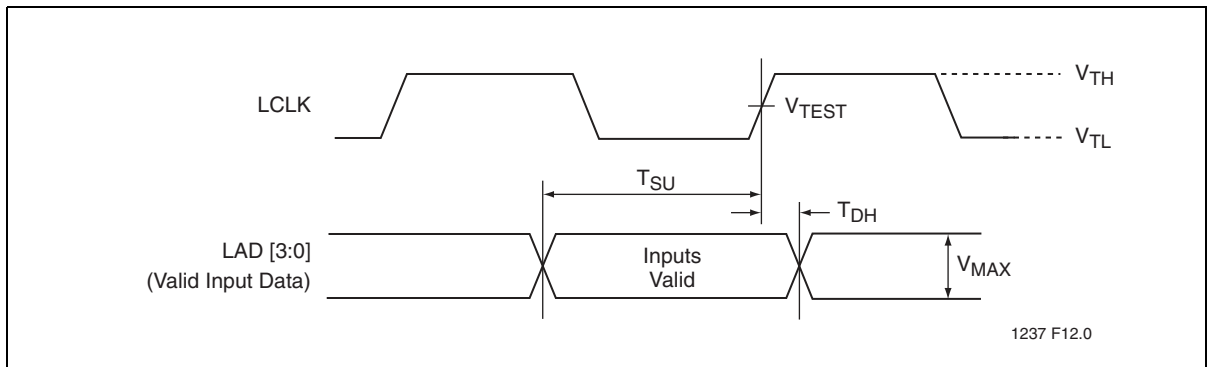 LCLK
VTH
VTEST
VTL
TSU
TDH
LAD [3:0]
(Valid Input Data)
Inputs
Valid
VMAX
1237 F12.0